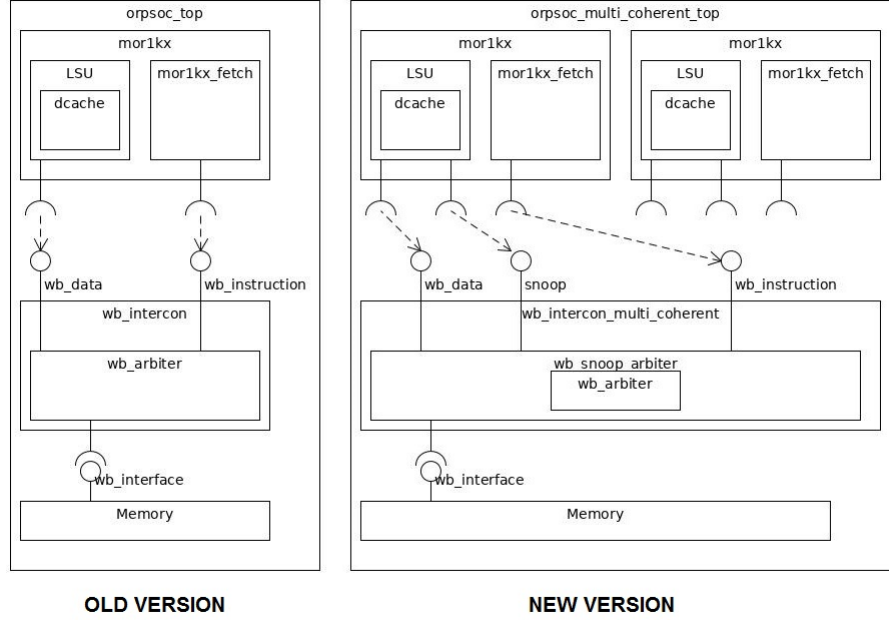 orpsoc_top
mor1kx
LSU
mor1kx_fetch
dcache
wb_data
wb_instruction
wb_intercon
wb_arbiter
wb_interface
Memory
OLD VERSION
orpsoc_multi_coherent_top
mor1kx
LSU
mor1kx_fetch
dcache
mor1kx
LSU
mor1kx_fetch
dcache
wb_data
snoop
wb_instruction
wb_intercon_multi_coherent
wb_snoop_arbiter
wb_arbiter
wb_interface
Memory
NEW VERSION